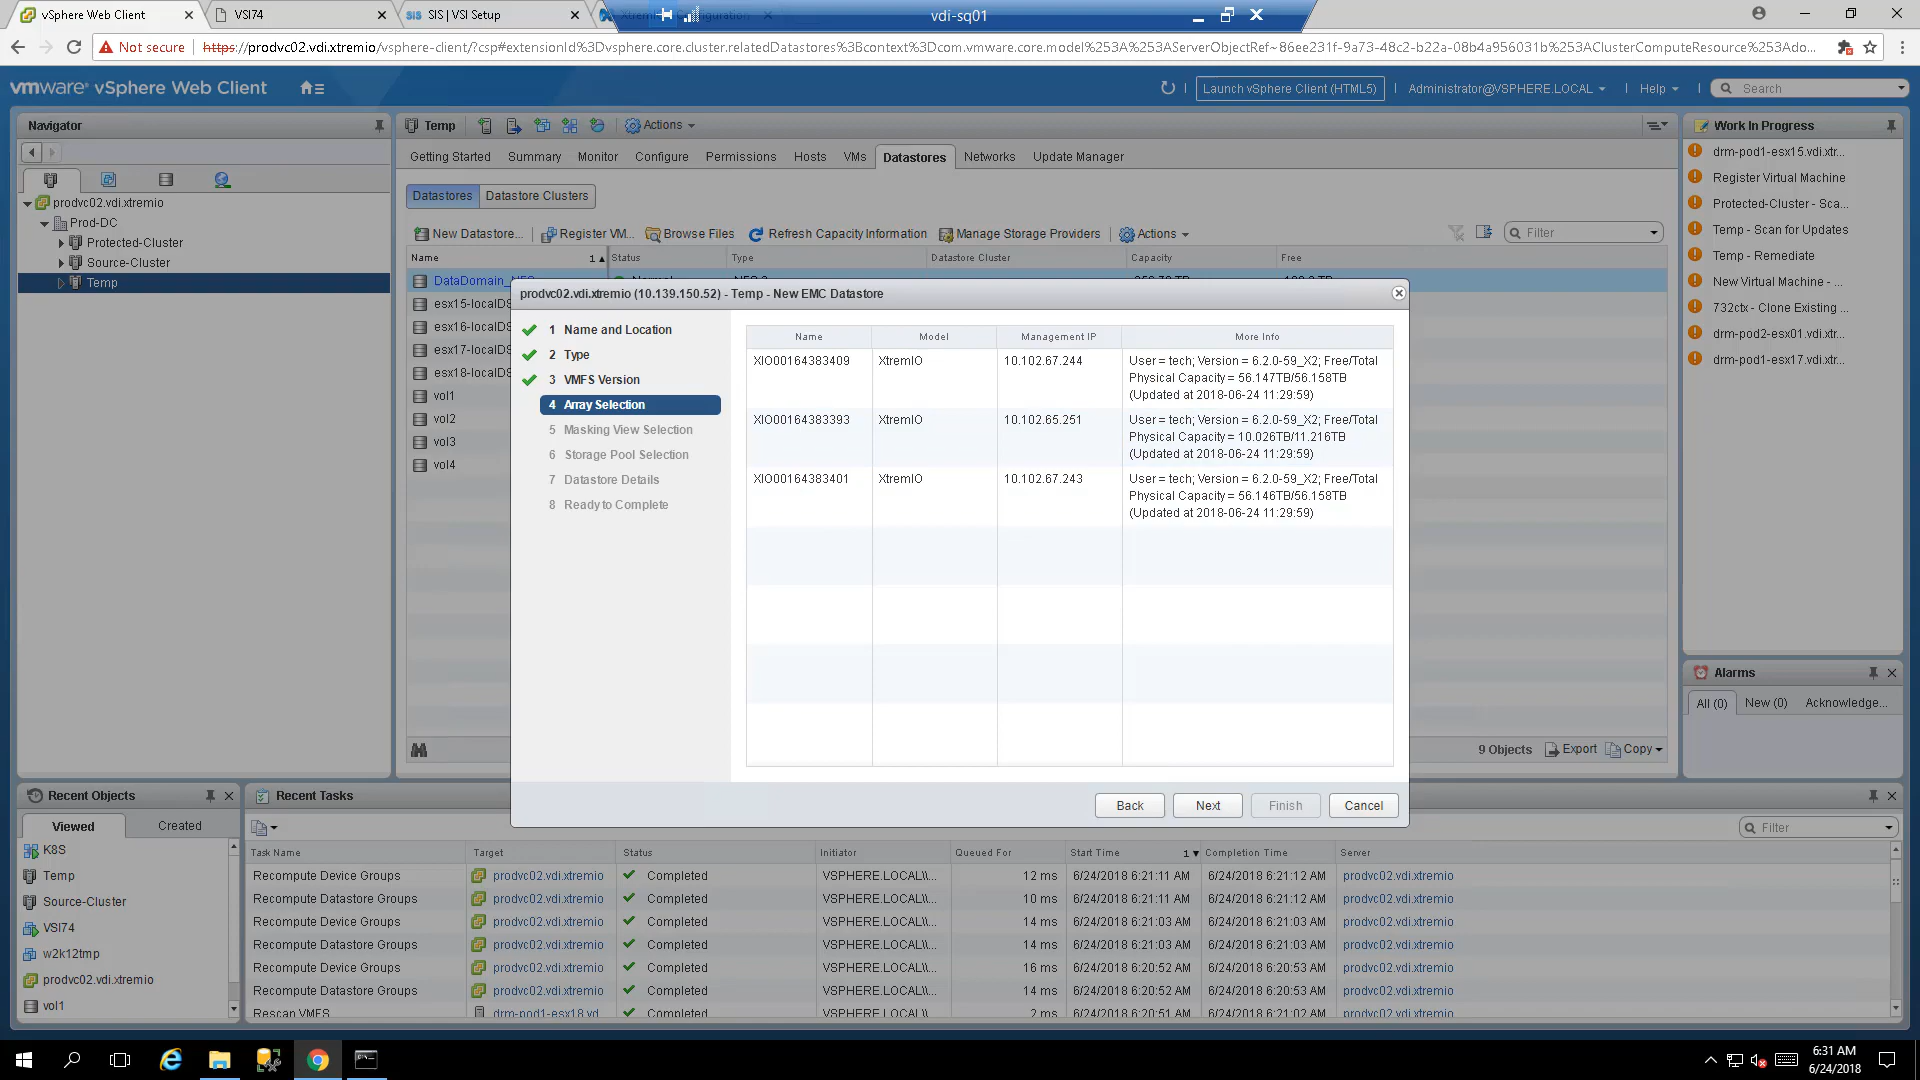 vSphere Web Client
VSI74
SIS | VSI Setup
vdi-sq01
Not secure
https://prodvc02.vdi.xtremio/vsphere-client/?csp#extensionId%3Dvsphere.core.cluster.relatedDatastores%3Bcontext%3Dcom.vmware.core.model%253A%253AServerObjectRef~86ee231f-9a73-48c2-b22a-08b4a956031b%253AClusterComputeResource%253Ado...
vmware® vSphere Web Client
Launch vSphere Client (HTML5)
Administrator@VSPHERE.LOCAL
Help
Search
Navigator
prodvc02.vdi.xtremio
Prod-DC
Protected-Cluster
Source-Cluster
Temp
Temp
Actions
Getting Started
Summary
Monitor
Configure
Permissions
Hosts
VMs
Datastores
Networks
Update Manager
Datastores
Datastore Clusters
New Datastore...
Register VM...
Browse Files
Refresh Capacity Information
Manage Storage Providers
Actions
Filter
Name
1
Status
Type
Datastore Cluster
Capacity
Free
DataDomain_
esx15-localDS
esx16-localDS
esx17-localDS
esx18-localDS
vol1
vol2
vol3
vol4
9 Objects
Export
Copy
prodvc02.vdi.xtremio (10.139.150.52) - Temp - New EMC Datastore
1 Name and Location
2 Type
3 VMFS Version
4 Array Selection
5 Masking View Selection
6 Storage Pool Selection
7 Datastore Details
8 Ready to Complete
Name
Model
Management IP
More Info
XIO00164383409
XtremIO
10.102.67.244
User = tech; Version = 6.2.0-59_X2; Free/Total
Physical Capacity = 56.147TB/56.158TB
(Updated at 2018-06-24 11:29:59)
XIO00164383393
XtremIO
10.102.65.251
User = tech; Version = 6.2.0-59_X2; Free/Total
Physical Capacity = 10.026TB/11.216TB
(Updated at 2018-06-24 11:29:59)
XIO00164383401
XtremIO
10.102.67.243
User = tech; Version = 6.2.0-59_X2; Free/Total
Physical Capacity = 56.146TB/56.158TB
(Updated at 2018-06-24 11:29:59)
Back
Next
Finish
Cancel
Work In Progress
drm-pod1-esx15.vdi.xtr...
Register Virtual Machine
Protected-Cluster - Sca...
Temp - Scan for Updates
Temp - Remediate
New Virtual Machine - ...
732ctx - Clone Existing ...
drm-pod2-esx01.vdi.xtr...
drm-pod1-esx17.vdi.xtr...
Alarms
All (0)
New (0)
Acknowledge...
Recent Objects
Viewed
Created
K8S
Temp
Source-Cluster
VSI74
w2k12tmp
prodvc02.vdi.xtremio
vol1
Recent Tasks
Filter
Task Name
Target
Status
Initiator
Queued For
Start Time
1
Completion Time
Server
Recompute Device Groups prodvc02.vdi.xtremio Completed VSPHERE.LOCAL\\... 12 ms 6/24/2018 6:21:11 AM 6/24/2018 6:21:12 AM prodvc02.vdi.xtremio
Recompute Datastore Groups prodvc02.vdi.xtremio Completed VSPHERE.LOCAL\\... 10 ms 6/24/2018 6:21:11 AM 6/24/2018 6:21:12 AM prodvc02.vdi.xtremio
Recompute Device Groups prodvc02.vdi.xtremio Completed VSPHERE.LOCAL\\... 14 ms 6/24/2018 6:21:03 AM 6/24/2018 6:21:03 AM prodvc02.vdi.xtremio
Recompute Datastore Groups prodvc02.vdi.xtremio Completed VSPHERE.LOCAL\\... 14 ms 6/24/2018 6:21:03 AM 6/24/2018 6:21:03 AM prodvc02.vdi.xtremio
Recompute Device Groups prodvc02.vdi.xtremio Completed VSPHERE.LOCAL\\... 16 ms 6/24/2018 6:20:52 AM 6/24/2018 6:20:53 AM prodvc02.vdi.xtremio
Recompute Datastore Groups prodvc02.vdi.xtremio Completed VSPHERE.LOCAL\\... 14 ms 6/24/2018 6:20:52 AM 6/24/2018 6:20:53 AM prodvc02.vdi.xtremio
Rescan VMFS drm-pod1-esx18.vd... Completed VSPHERE.LOCAL\\... 2 ms 6/24/2018 6:20:51 AM 6/24/2018 6:21:02 AM prodvc02.vdi.xtremio
6:31 AM
6/24/2018